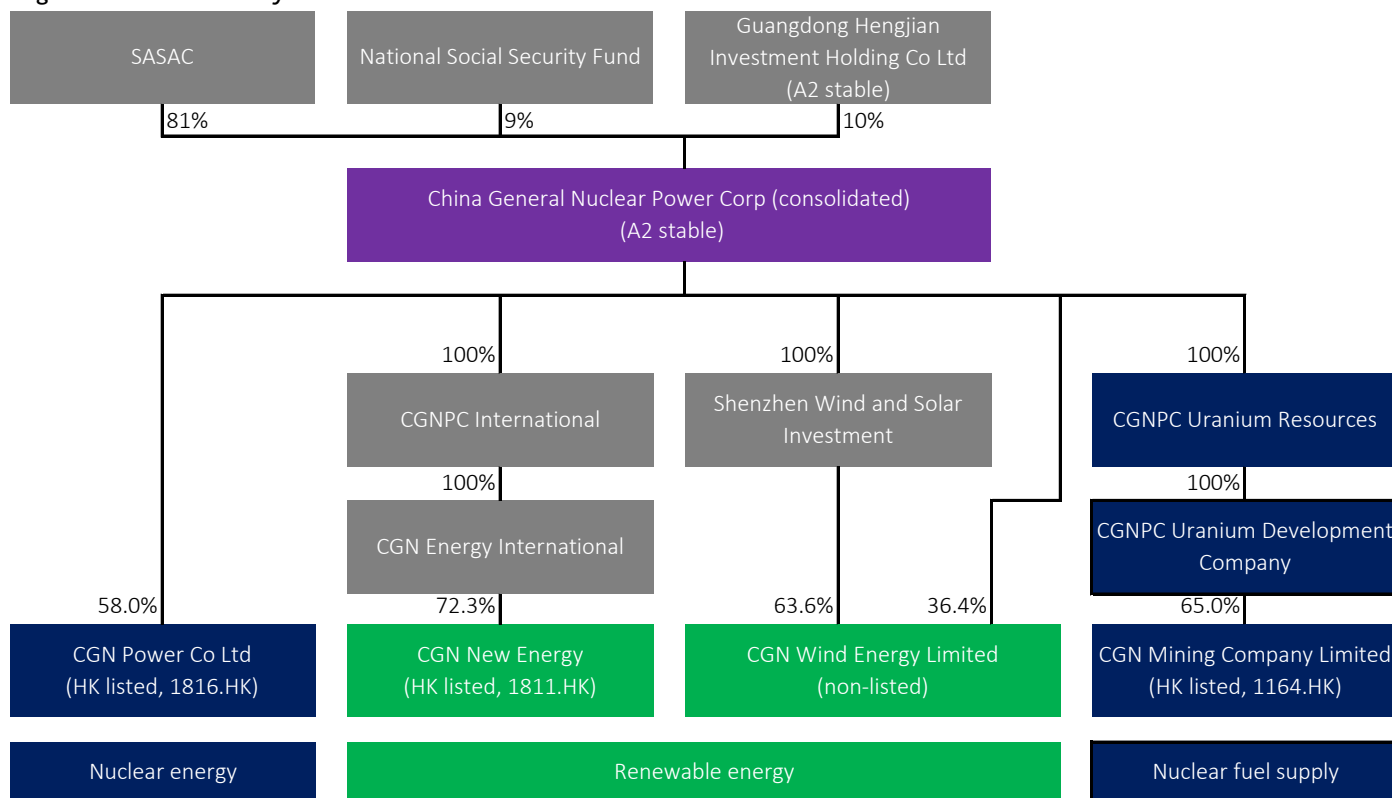 SASAC
National Social Security Fund
Guangdong Hengjian
Investment Holding Co Ltd
(A2 stable)
81%
9%
10%
China General Nuclear Power Corp (consolidated)
(A2 stable)
100%
100%
100%
CGNPC International
Shenzhen Wind and Solar
Investment
CGNPC Uranium Resources
100%
100%
CGN Energy International
CGNPC Uranium Development
Company
58.0%
72.3%
63.6%
36.4%
65.0%
CGN Power Co Ltd
(HK listed, 1816.HK)
CGN New Energy
(HK listed, 1811.HK)
CGN Wind Energy Limited
(non-listed)
CGN Mining Company Limited
(HK listed, 1164.HK)
Nuclear energy
Renewable energy
Nuclear fuel supply